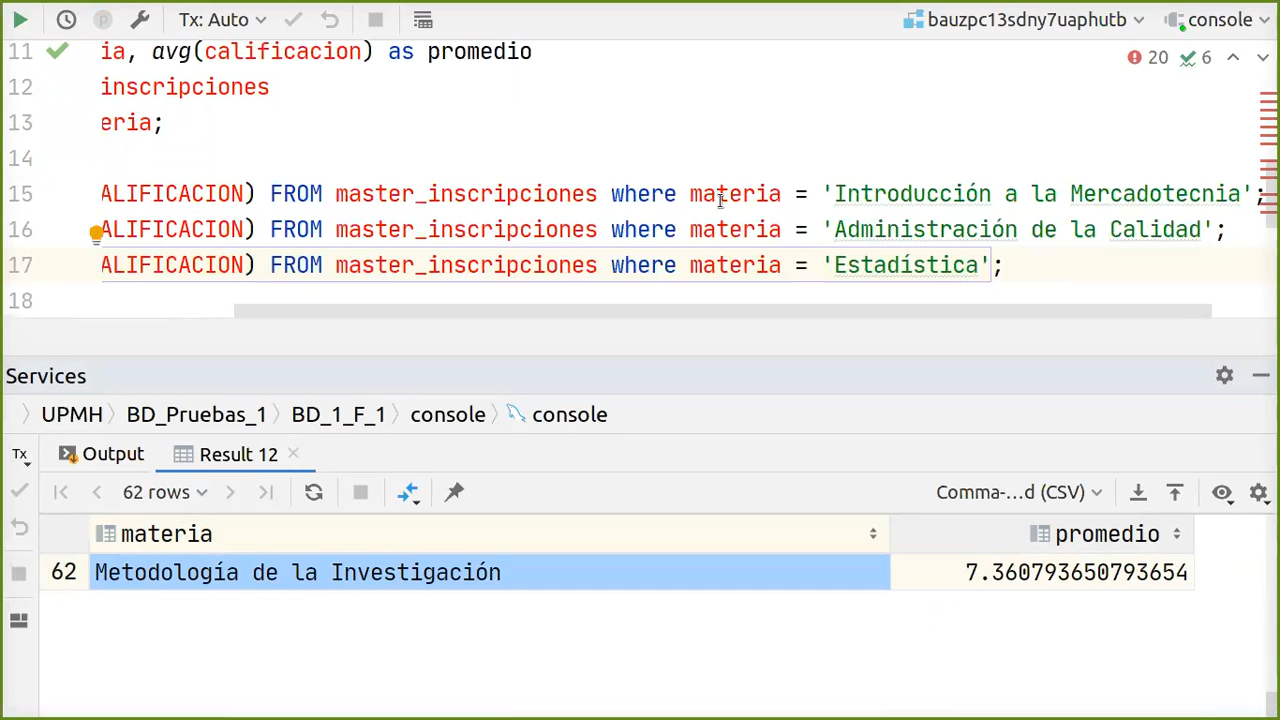 Tx: Auto bauzpc13sdny7uaphutb console
11 ia, avg(calificacion) as promedio
20 6
12 inscripciones
13 eria;
14
15 ALIFICACION) FROM master_inscripciones where materia = 'Introducción a la Mercadotecnia';
16 ALIFICACION) FROM master_inscripciones where materia = 'Administración de la Calidad';
17 ALIFICACION) FROM master_inscripciones where materia = 'Estadística';
18
Services
UPMH BD_Pruebas_1 BD_1_F_1 console console
Tx Output Result 12
62 rows Comma-...d (CSV)
materia promedio
62 Metodología de la Investigación 7.360793650793654